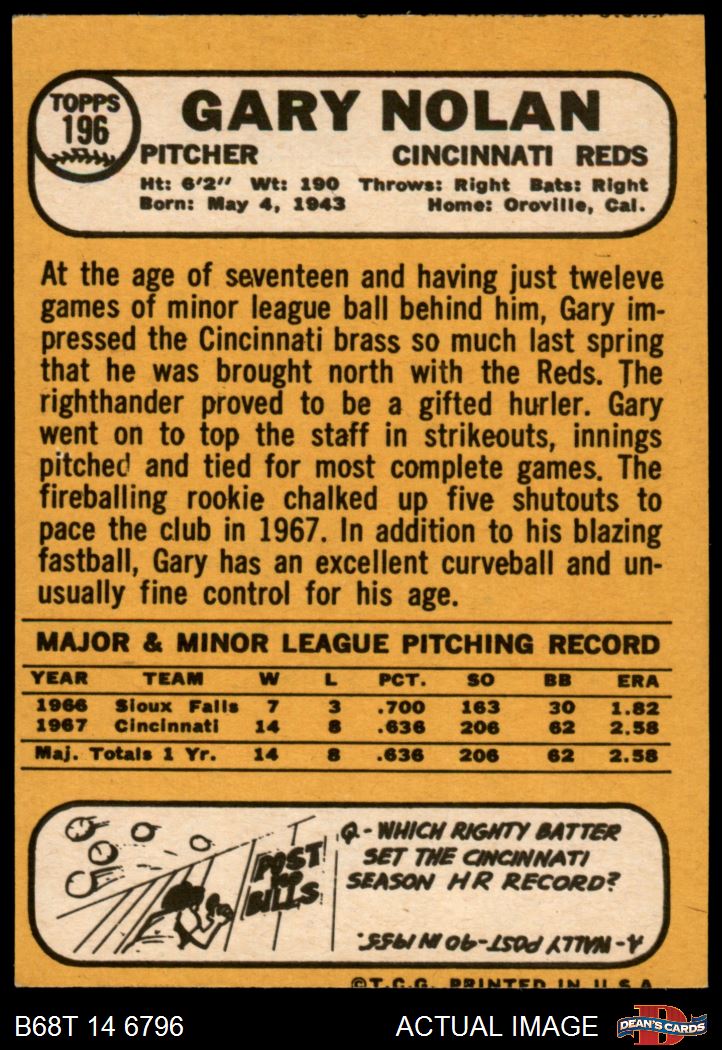 TOPPS
196
GARY NOLAN
PITCHER CINCINNATI REDS
Ht: 6'2" Wt: 190 Throws: Right Bats: Right
Born: May 4, 1943 Home: Oroville, Cal.
At the age of seventeen and having just tweleve
games of minor league ball behind him, Gary im-
pressed the Cincinnati brass so much last spring
that he was brought north with the Reds. The
righthander proved to be a gifted hurler. Gary
went on to top the staff in strikeouts, innings
pitched and tied for most complete games. The
fireballing rookie chalked up five shutouts to
pace the club in 1967. In addition to his blazing
fastball, Gary has an excellent curveball and un-
usually fine control for his age.
MAJOR & MINOR LEAGUE PITCHING RECORD
YEAR TEAM W L PCT. SO BB ERA
1966 Sioux Falls 7 3 .700 163 30 1.82
1967 Cincinnati 14 8 .636 206 62 2.58
Maj. Totals 1 Yr. 14 8 .636 206 62 2.58
POST
NO
BILLS
Q-WHICH RIGHTY BATTER
SET THE CINCINNATI
SEASON HR RECORD?
A-WALLY POST-40 IN 1955.
©T.C.G. PRINTED IN U.S.A.
B68T 14 6796 ACTUAL IMAGE
D
DEAN'S CARDS